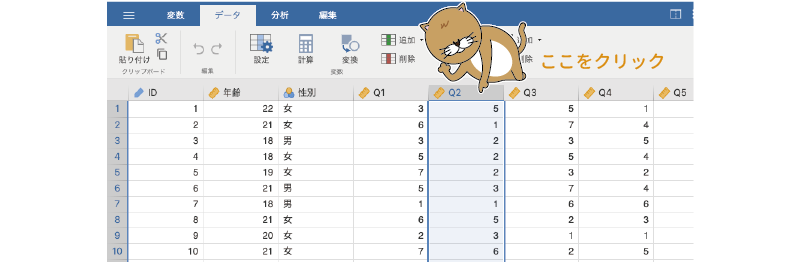 変数 データ 分析 編集
貼り付け 設定 計算 変換 追加 削除 加 削除
クリップボード 編集 変数
ここをクリック
ID 年齢 性別 Q1 Q2 Q3 Q4 Q5
1 1 22 女 3 5 5 1
2 2 21 女 6 1 7 4
3 3 18 男 3 2 3 5
4 4 18 女 5 2 5 4
5 5 19 女 7 2 3 2
6 6 21 男 5 3 7 4
7 7 18 男 1 1 6 6
8 8 21 女 6 5 2 3
9 9 20 女 2 3 1 1
10 10 21 女 7 6 2 5